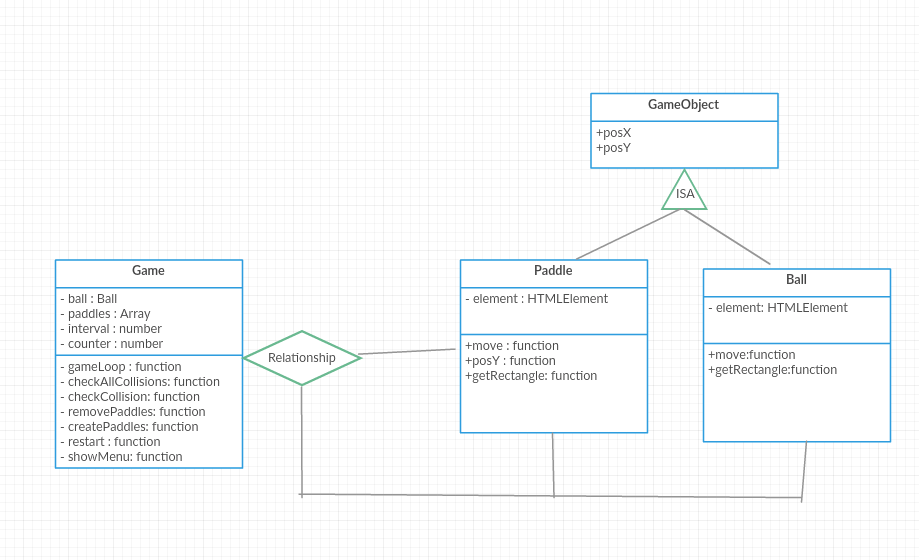 GameObject
+posX
+posY
ISA
Game
- ball : Ball
- paddles : Array
- interval : number
- counter : number
- gameLoop : function
- checkAllCollisions: function
- checkCollision: function
- removePaddles: function
- createPaddles: function
- restart : function
- showMenu: function
Relationship
Paddle
- element : HTMLElement
+move : function
+posY : function
+getRectangle: function
Ball
- element: HTMLElement
+move:function
+getRectangle:function